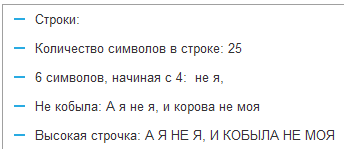 Строки:
Количество символов в строке: 25
6 символов, начиная с 4:  не я,
Не кобыла: А я не я, и корова не моя
Высокая строчка: А Я НЕ Я, И КОБЫЛА НЕ МОЯ